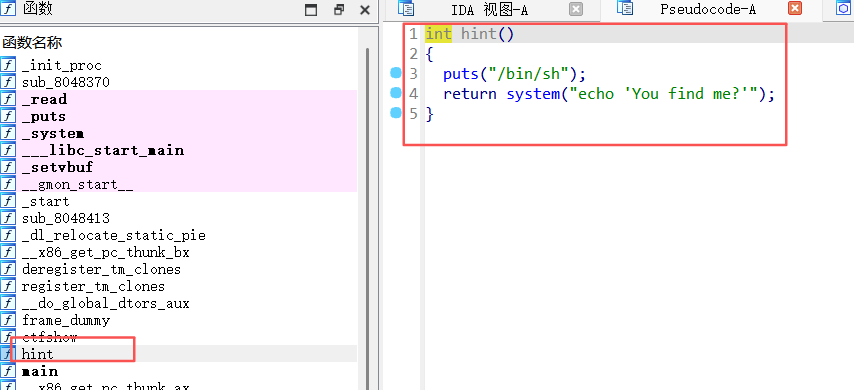 函数
函数名称
_init_proc
sub_8048370
_read
_puts
_system
___libc_start_main
_setvbuf
__gmon_start__
_start
sub_8048413
_dl_relocate_static_pie
__x86_get_pc_thunk_bx
deregister_tm_clones
register_tm_clones
__do_global_dtors_aux
frame_dummy
ctfshow
hint
main
__x86_get_pc_thunk_ax
IDA 视图-A
Pseudocode-A
1 int hint()
2 {
3 puts("/bin/sh");
4 return system("echo 'You find me?'");
5 }